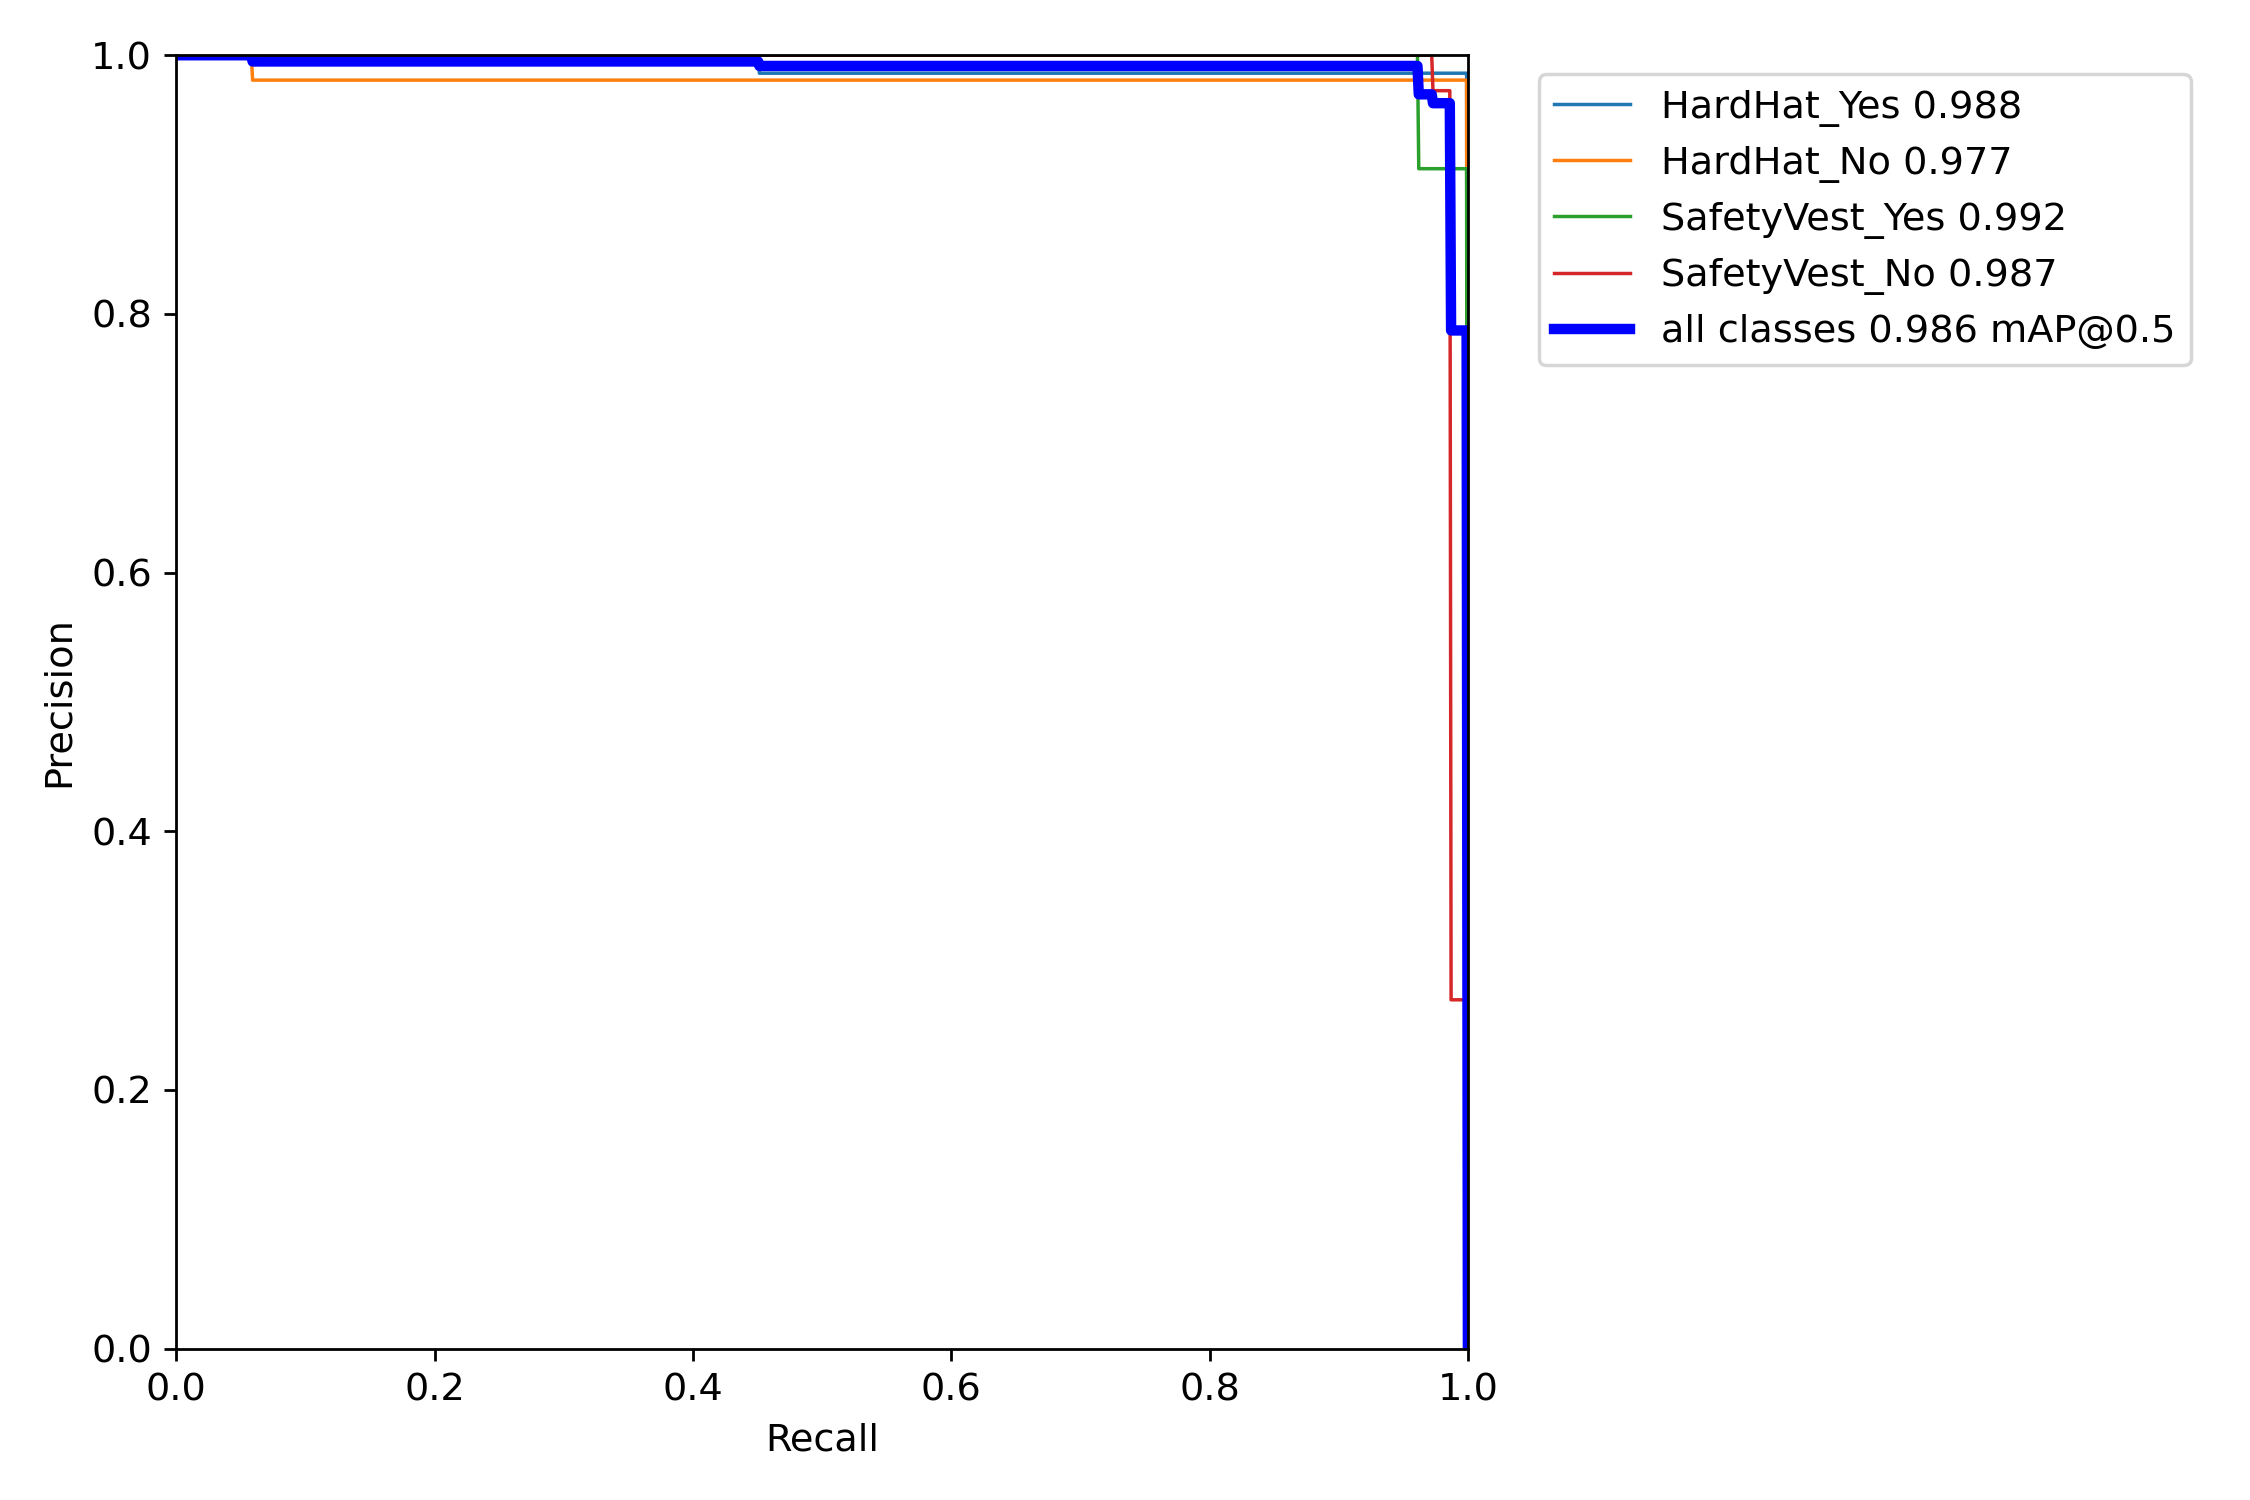 1.0
0.8
0.6
0.4
0.2
0.0
0.0 0.2 0.4 0.6 0.8 1.0
Precision
Recall
HardHat_Yes 0.988
HardHat_No 0.977
SafetyVest_Yes 0.992
SafetyVest_No 0.987
all classes 0.986 mAP@0.5